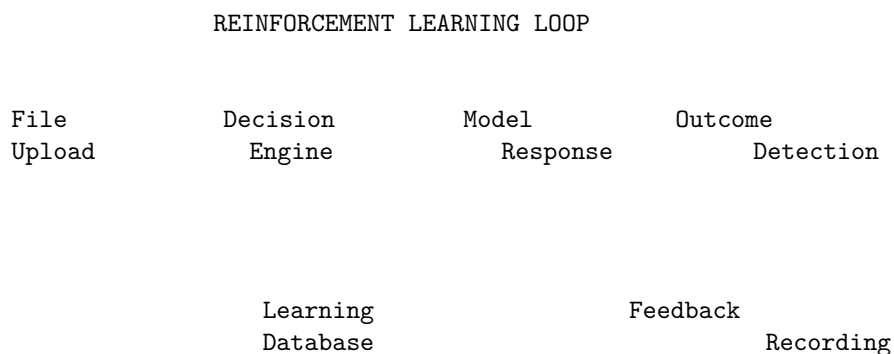 REINFORCEMENT LEARNING LOOP
File Decision Model Outcome
Upload Engine Response Detection
Learning Feedback
Database Recording